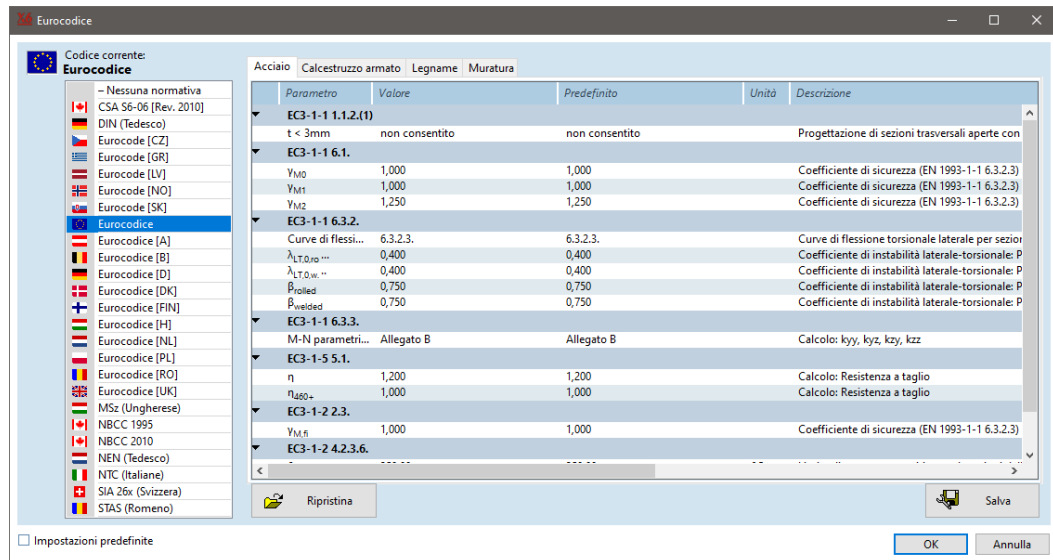 Eurocodice
Codice corrente:
Eurocodice
– Nessuna normativa
CSA S6-06 [Rev. 2010]
DIN (Tedesco)
Eurocode [CZ]
Eurocode [GR]
Eurocode [LV]
Eurocode [NO]
Eurocode [SK]
Eurocodice
Eurocodice [A]
Eurocodice [B]
Eurocodice [D]
Eurocodice [DK]
Eurocodice [FIN]
Eurocodice [H]
Eurocodice [NL]
Eurocodice [PL]
Eurocodice [RO]
Eurocodice [UK]
MSz (Ungherese)
NBCC 1995
NBCC 2010
NEN (Tedesco)
NTC (Italiane)
SIA 26x (Svizzera)
STAS (Romeno)
Acciaio Calcestruzzo armato Legname Muratura
Parametro Valore Predefinito Unità Descrizione
EC3-1-1 1.1.2.(1)
t < 3mm non consentito non consentito Progettazione di sezioni trasversali aperte con
EC3-1-1 6.1.
γM0 1,000 1,000 Coefficiente di sicurezza (EN 1993-1-1 6.3.2.3)
γM1 1,000 1,000 Coefficiente di sicurezza (EN 1993-1-1 6.3.2.3)
γM2 1,250 1,250 Coefficiente di sicurezza (EN 1993-1-1 6.3.2.3)
EC3-1-1 6.3.2.
Curve di flessi... 6.3.2.3. 6.3.2.3. Curve di flessione torsionale laterale per sezior
λLT,0,ro ... 0,400 0,400 Coefficiente di instabilità laterale-torsionale: P
λLT,0,w. .. 0,400 0,400 Coefficiente di instabilità laterale-torsionale: P
βrolled 0,750 0,750 Coefficiente di instabilità laterale-torsionale: P
βwelded 0,750 0,750 Coefficiente di instabilità laterale-torsionale: P
EC3-1-1 6.3.3.
M-N parametri... Allegato B Allegato B Calcolo: kyy, kyz, kzy, kzz
EC3-1-5 5.1.
η 1,200 1,200 Calcolo: Resistenza a taglio
η460+ 1,000 1,000 Calcolo: Resistenza a taglio
EC3-1-2 2.3.
γM,fi 1,000 1,000 Coefficiente di sicurezza (EN 1993-1-1 6.3.2.3)
EC3-1-2 4.2.3.6.
Ripristina
Salva
Impostazioni predefinite
OK
Annulla